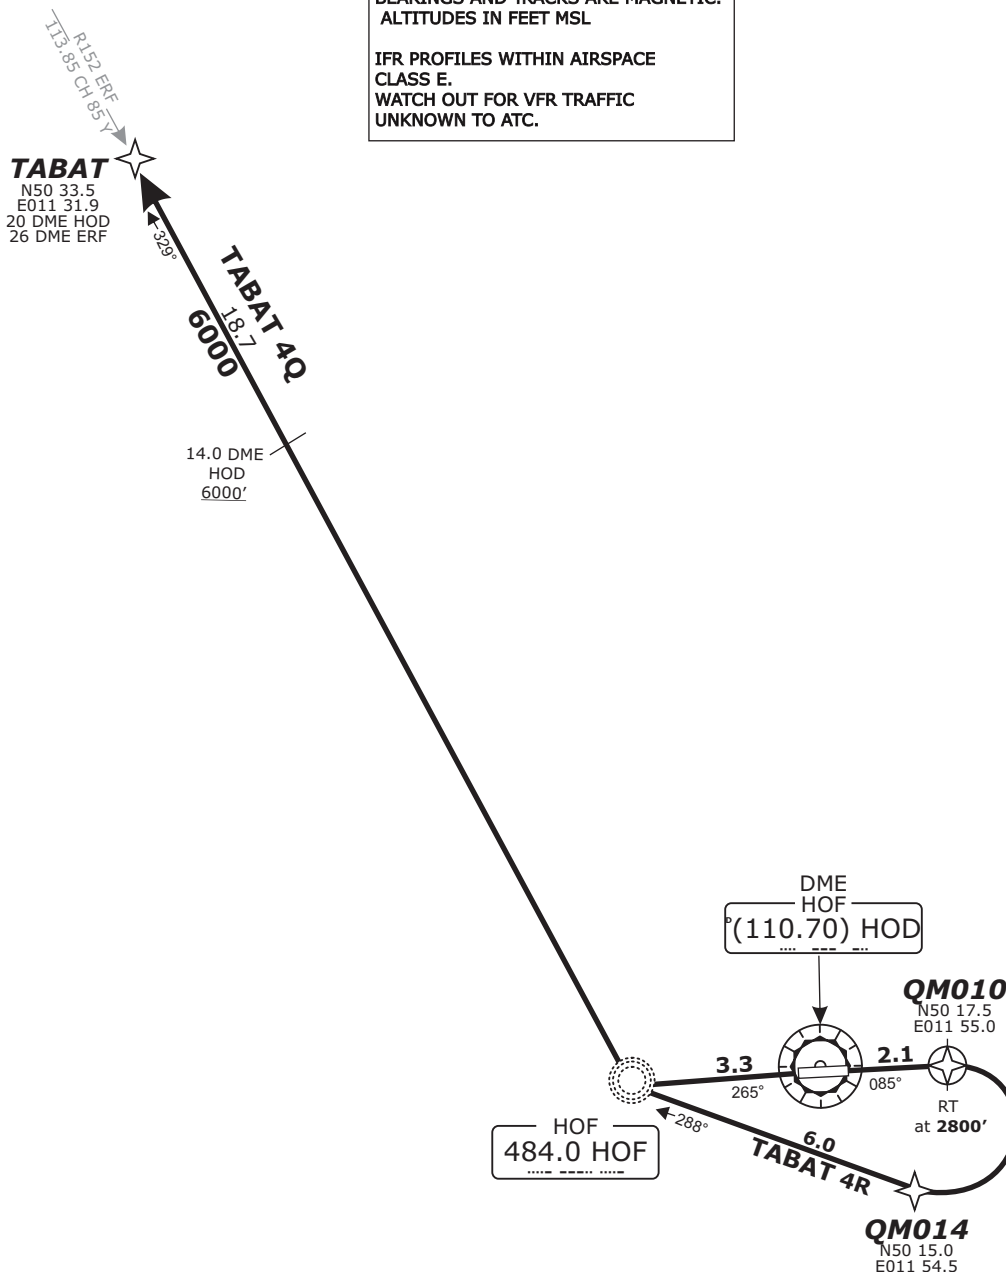 BEARINGS AND TRACKS ARE MAGNETIC.
ALTITUDES IN FEET MSL
IFR PROFILES WITHIN AIRSPACE
CLASS E.
WATCH OUT FOR VFR TRAFFIC
UNKNOWN TO ATC.
R152 ERF
113.85 CH 85 Y
TABAT
N50 33.5
E011 31.9
20 DME HOD
26 DME ERF
329°
TABAT 4Q
18.7
6000
14.0 DME
HOD
6000'
DME
HOF
D
(110.70) HOD
QM010
N50 17.5
E011 55.0
3.3
265°
2.1
085°
RT
at 2800'
288°
6.0
TABAT 4R
HOF
484.0 HOF
QM014
N50 15.0
E011 54.5